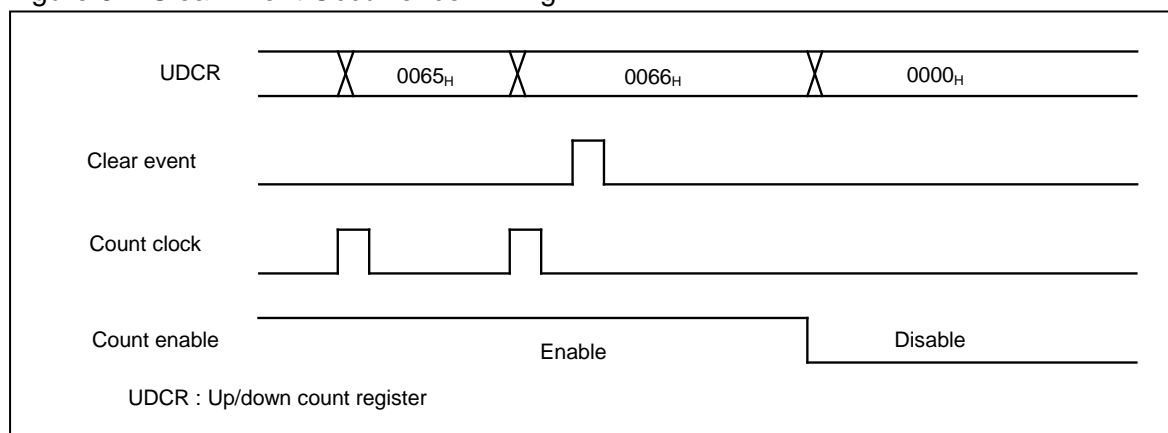 UDCR 0065H 0066H 0000H
Clear event
Count clock
Count enable Enable Disable
UDCR : Up/down count register